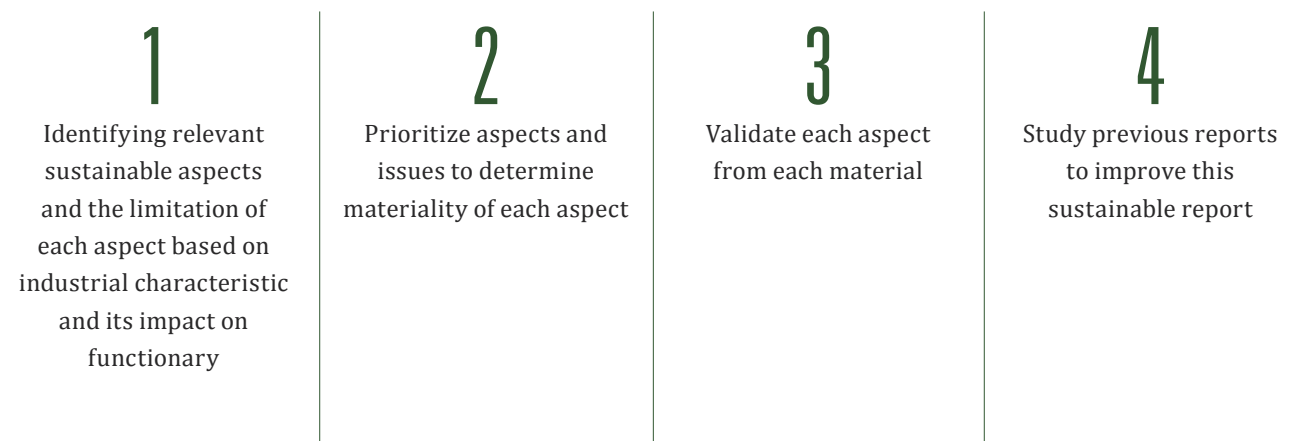 1
Identifying relevant
sustainable aspects
and the limitation of
each aspect based on
industrial characteristic
and its impact on
functionary
2
Prioritize aspects and
issues to determine
materiality of each aspect
3
Validate each aspect
from each material
4
Study previous reports
to improve this
sustainable report